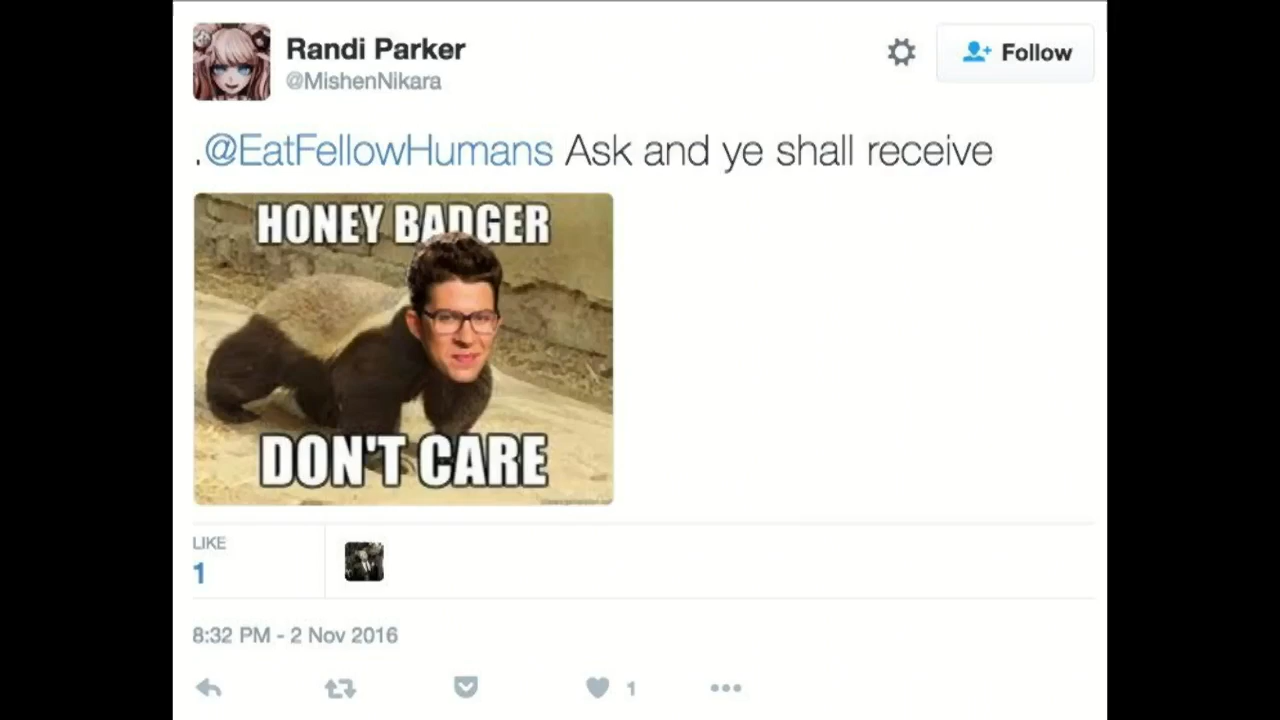 Randi Parker
@MishenNikara
Follow
.@EatFellowHumans Ask and ye shall receive
HONEY BADGER
DON'T CARE
LIKE
1
8:32 PM - 2 Nov 2016
1